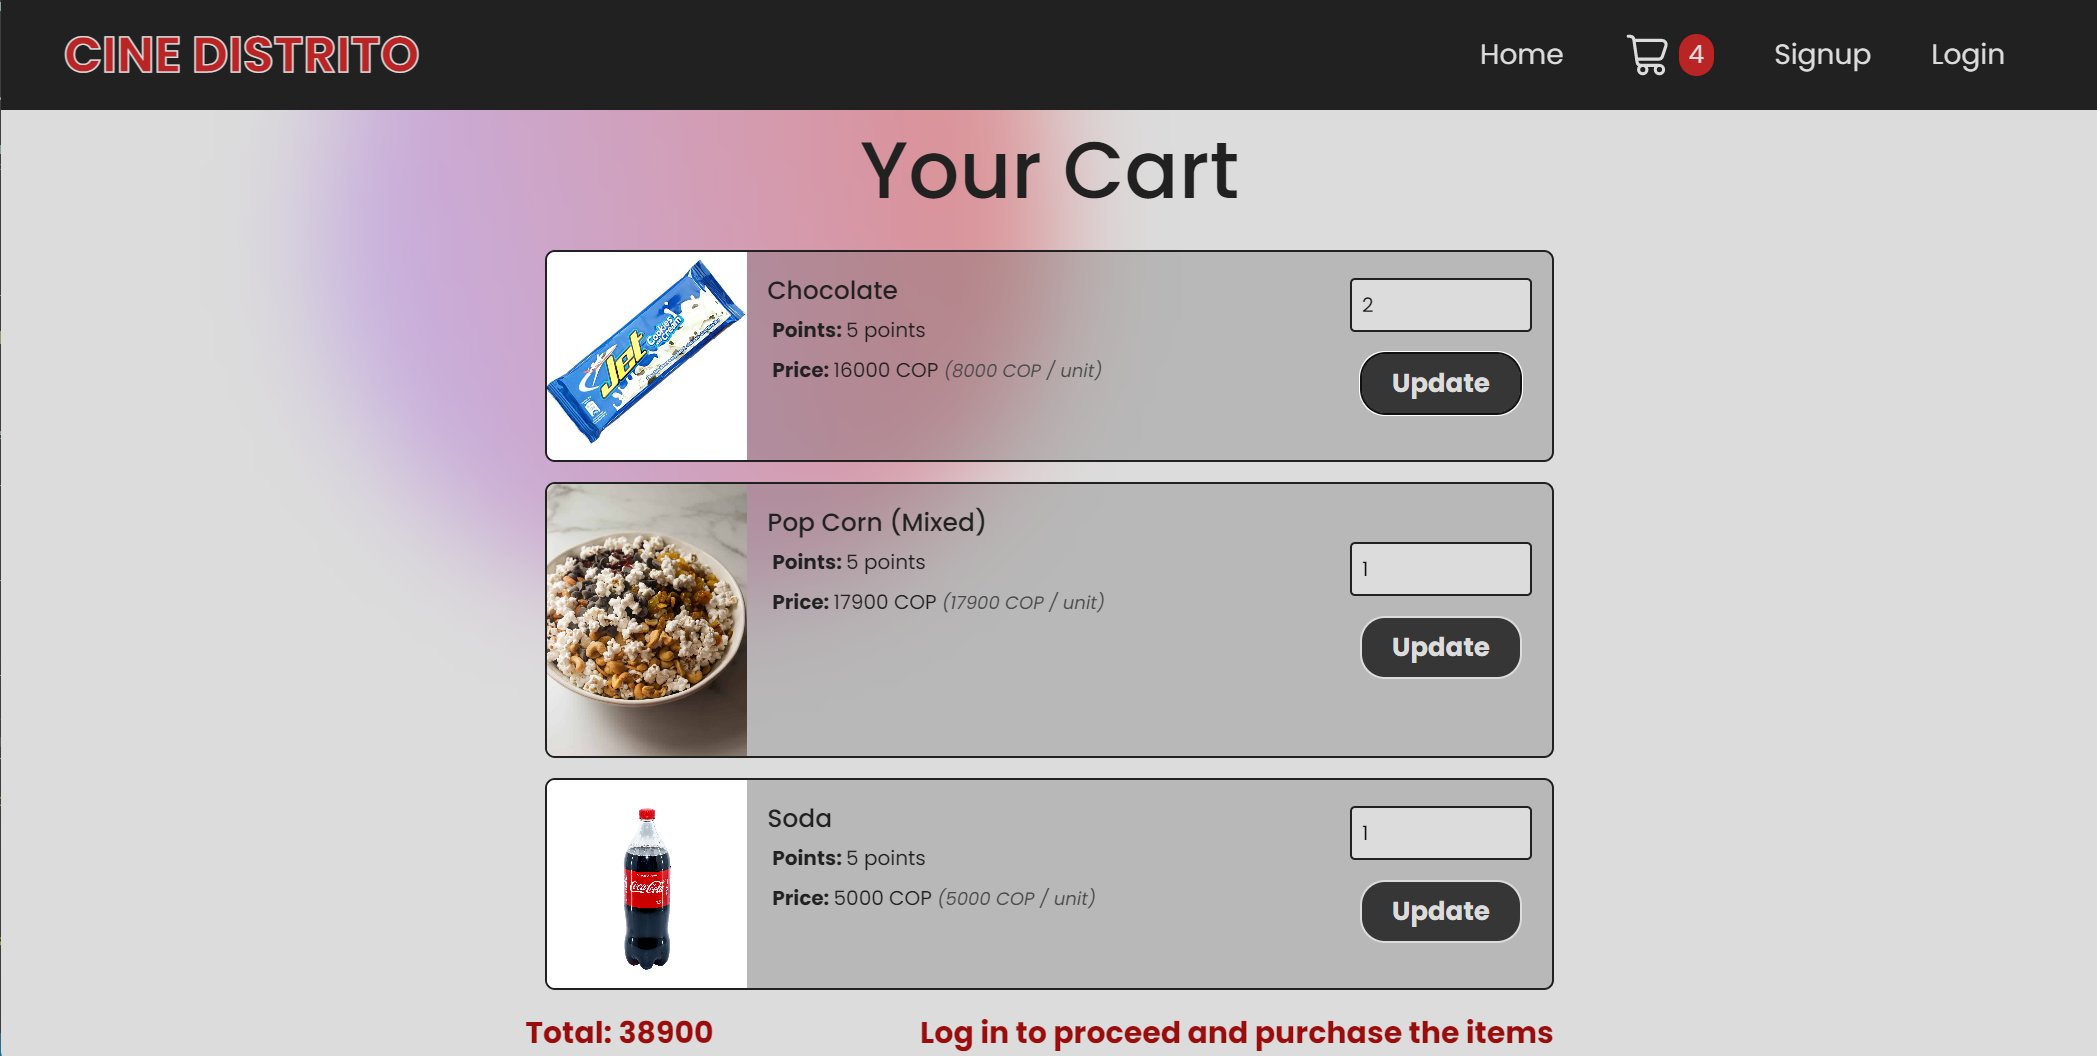 CINE DISTRITO
Home
4
Signup
Login
Your Cart
Jet
Cookies
and Cream
Chocolate
Points: 5 points
Price: 16000 COP (8000 COP / unit)
2
Update
Pop Corn (Mixed)
Points: 5 points
Price: 17900 COP (17900 COP / unit)
1
Update
Coca-Cola
Soda
Points: 5 points
Price: 5000 COP (5000 COP / unit)
1
Update
Total: 38900
Log in to proceed and purchase the items